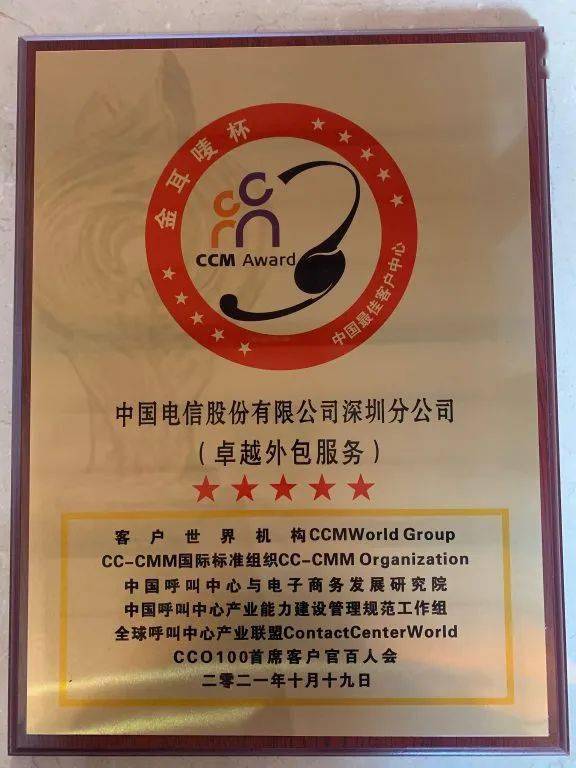 金耳唛杯
CCM Award
中国最佳客户中心
中国电信股份有限公司深圳分公司
（卓越外包服务）
客户世界机构CCMWorld Group
CC-CMM国际标准组织CC-CMM Organization
中国呼叫中心与电子商务发展研究院
中国呼叫中心产业能力建设管理规范工作组
全球呼叫中心产业联盟ContactCenterWorld
CCO100首席客户官百人会
二零二一年十月十九日